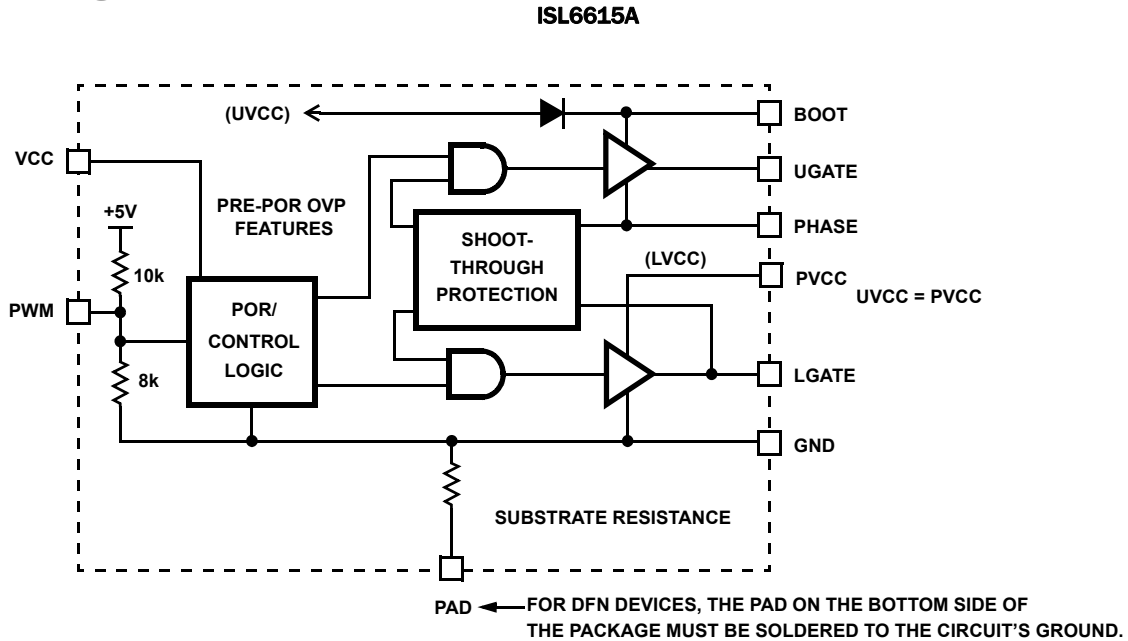 ISL6615A
(UVCC)
BOOT
VCC
UGATE
+5V
PRE-POR OVP
FEATURES
10k
SHOOT-
THROUGH
PROTECTION
PHASE
(LVCC)
PVCC
UVCC = PVCC
PWM
POR/
CONTROL
LOGIC
8k
LGATE
GND
SUBSTRATE RESISTANCE
PAD
FOR DFN DEVICES, THE PAD ON THE BOTTOM SIDE OF
THE PACKAGE MUST BE SOLDERED TO THE CIRCUIT'S GROUND.